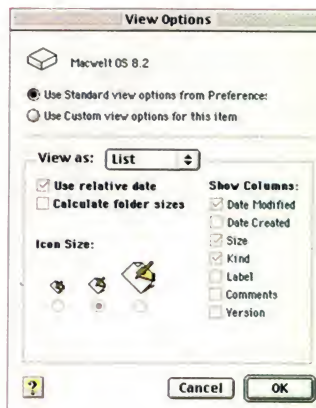 View Options
Macwelt OS 8.2
Use Standard view options from Preference:
Use Custom view options for this item
View as: List
Use relative date
Calculate folder sizes
Icon Size:
Show Columns:
Date Modified
Date Created
Size
Kind
Label
Comments
Version
?
Cancel
OK